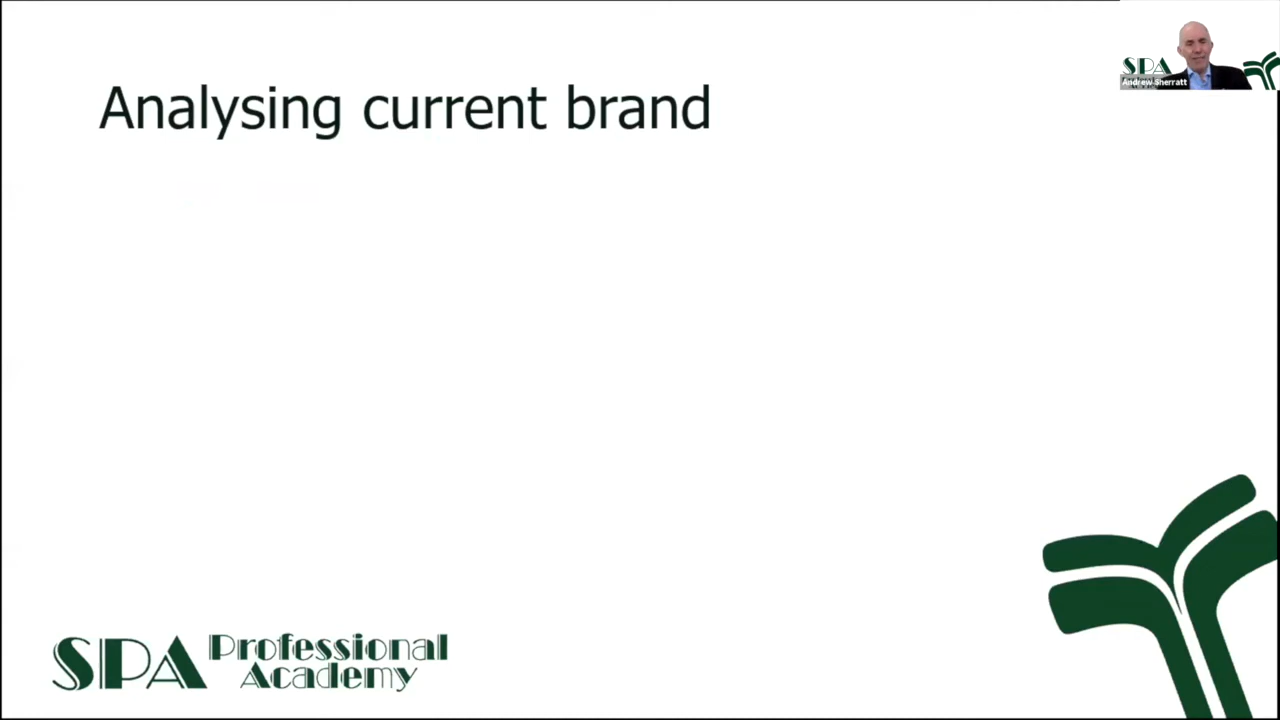 Analysing current brand
SPA
Andrew Sherratt
SPA Professional
Academy